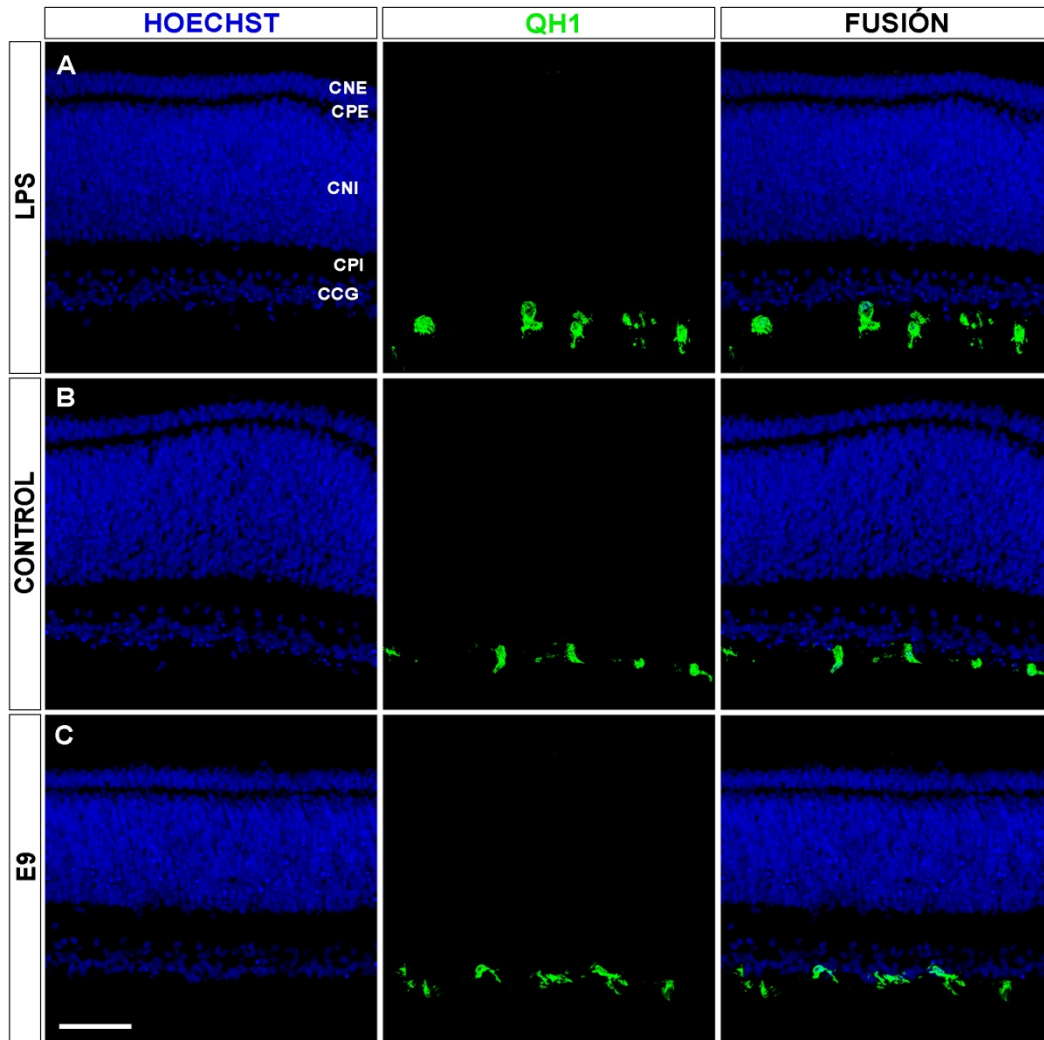 HOECHST
QH1
FUSIÓN
LPS
A
CNE
CPE
CNI
CPI
CCG
CONTROL
B
E9
C